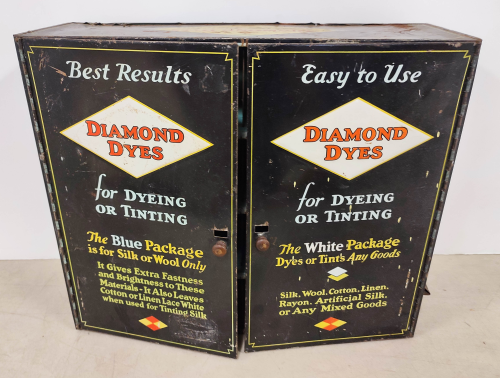 Best Results
DIAMOND
DYES
for DYEING
OR TINTING
The Blue Package
is for Silk or Wool Only
It Gives Extra Fastness
and Brightness to These
Materials - It Also Leaves
Cotton or Linen Lace White
when used for Tinting Silk
Easy to Use
DIAMOND
DYES
for DYEING
OR TINTING
The White Package
Dyes or Tints Any Goods
Silk, Wool, Cotton, Linen,
Rayon, Artificial Silk,
or Any Mixed Goods